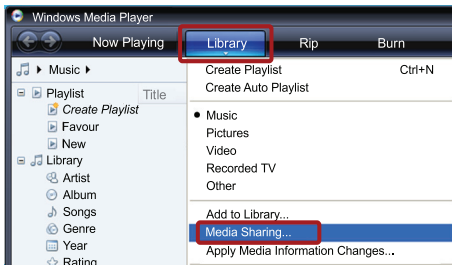 Windows Media Player
Now Playing Library Rip Burn
Music
Create Playlist Ctrl+N
Create Auto Playlist
Playlist Title
Create Playlist
Favour
New
Library
Artist
Album
Songs
Genre
Year
Rating
Music
Pictures
Video
Recorded TV
Other
Add to Library...
Media Sharing...
Apply Media Information Changes...